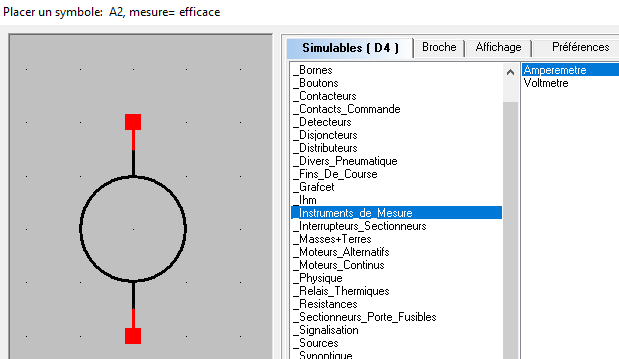 Placer un symbole: A2, mesure= efficace
Simulables ( D4 )
Broche
Affichage
Préférences
_Bornes
_Boutons
_Contacteurs
_Contacts_Commande
_Detecteurs
_Disjoncteurs
_Distributeurs
_Divers_Pneumatique
_Fins_De_Course
_Grafcet
_Ihm
_Instruments_de_Mesure
_Interrupteurs_Sectionneurs
_Masses+Terres
_Moteurs_Alternatifs
_Moteurs_Continus
_Physique
_Relais_Thermiques
_Resistances
_Sectionneurs_Porte_Fusibles
_Signalisation
_Sources
_Synoptique
Amperemetre
Voltmetre